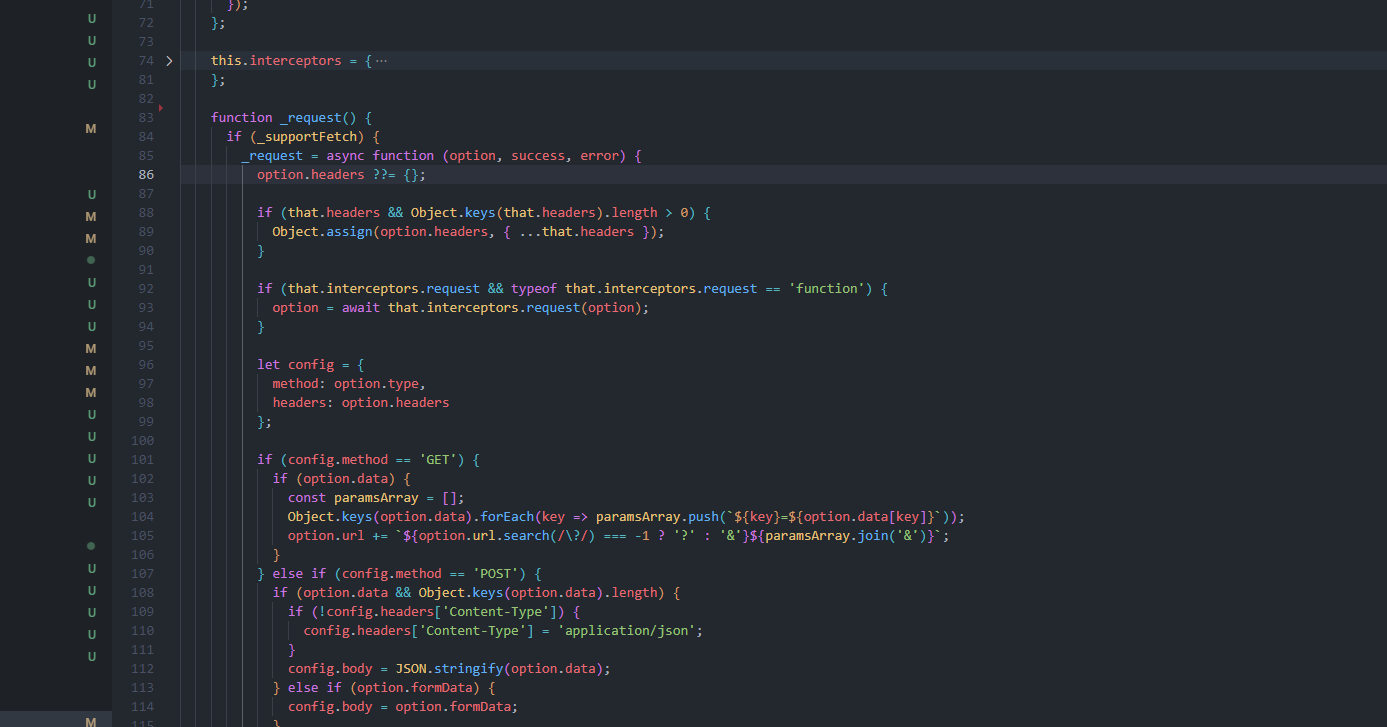 U
U
U
U
M
U
M
M
U
U
U
M
M
M
U
U
U
U
U
U
U
U
U
U
M
71 });
72 };
73
74 this.interceptors = {···
81 };
82
83 function _request() {
84 if (_supportFetch) {
85 _request = async function (option, success, error) {
86 option.headers ??= {};
87
88 if (that.headers && Object.keys(that.headers).length > 0) {
89 Object.assign(option.headers, { ...that.headers });
90 }
91
92 if (that.interceptors.request && typeof that.interceptors.request == 'function') {
93 option = await that.interceptors.request(option);
94 }
95
96 let config = {
97 method: option.type,
98 headers: option.headers
99 };
100
101 if (config.method == 'GET') {
102 if (option.data) {
103 const paramsArray = [];
104 Object.keys(option.data).forEach(key => paramsArray.push(`${key}=${option.data[key]}`));
105 option.url += `${option.url.search(/\?/) === -1 ? '?' : '&'}${paramsArray.join('&')}`;
106 }
107 } else if (config.method == 'POST') {
108 if (option.data && Object.keys(option.data).length) {
109 if (!config.headers['Content-Type']) {
110 config.headers['Content-Type'] = 'application/json';
111 }
112 config.body = JSON.stringify(option.data);
113 } else if (option.formData) {
114 config.body = option.formData;
115 }